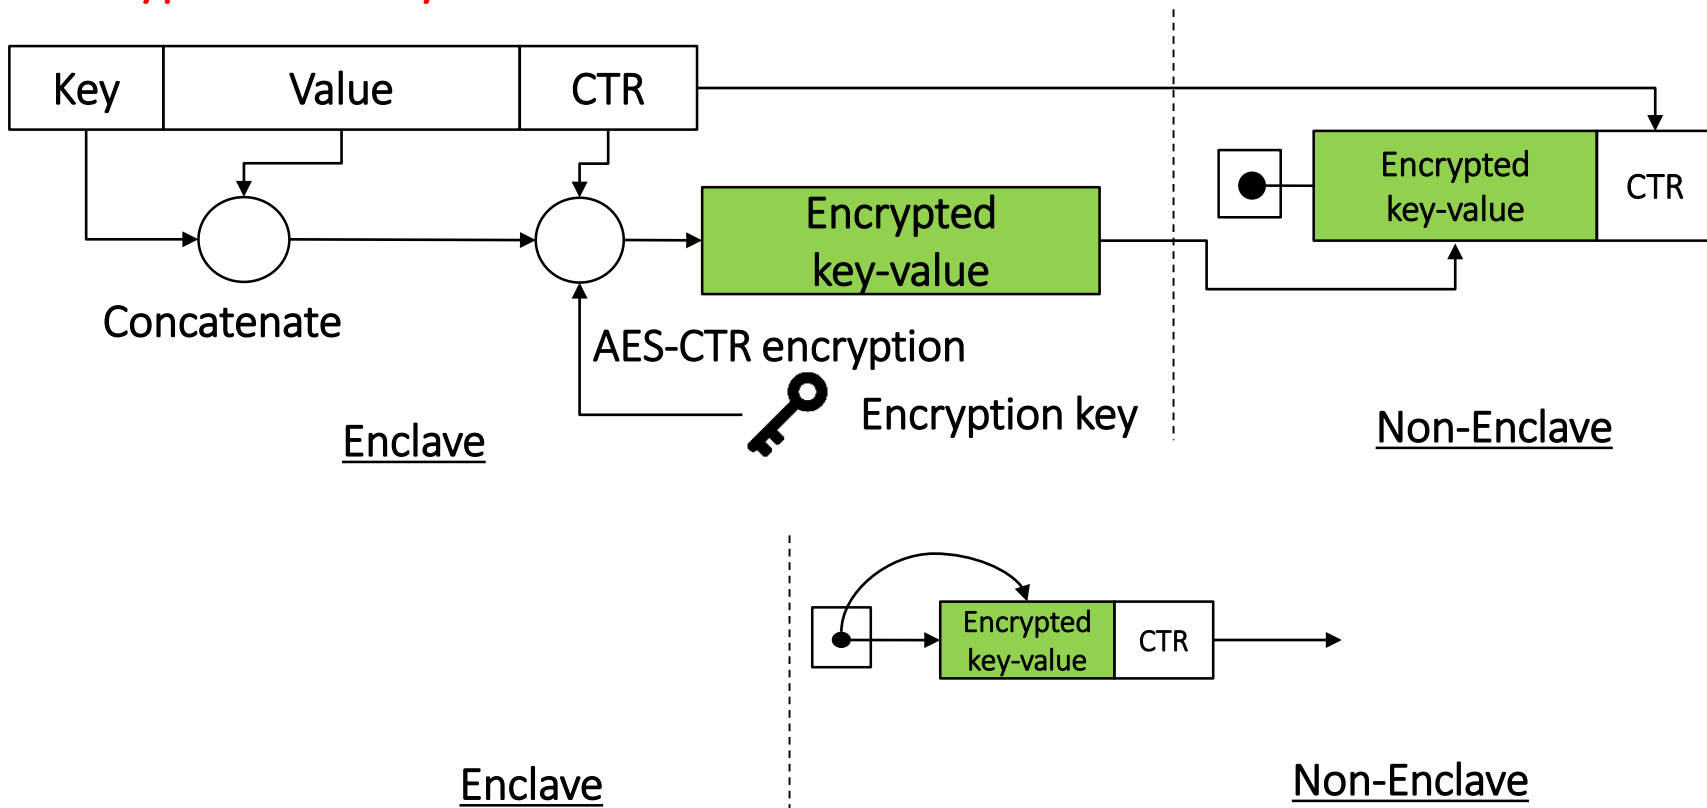 Key
Value
CTR
Encrypted
key-value
CTR
Encrypted
key-value
Concatenate
AES-CTR encryption
Encryption key
Enclave
Non-Enclave
Encrypted
key-value
CTR
Enclave
Non-Enclave